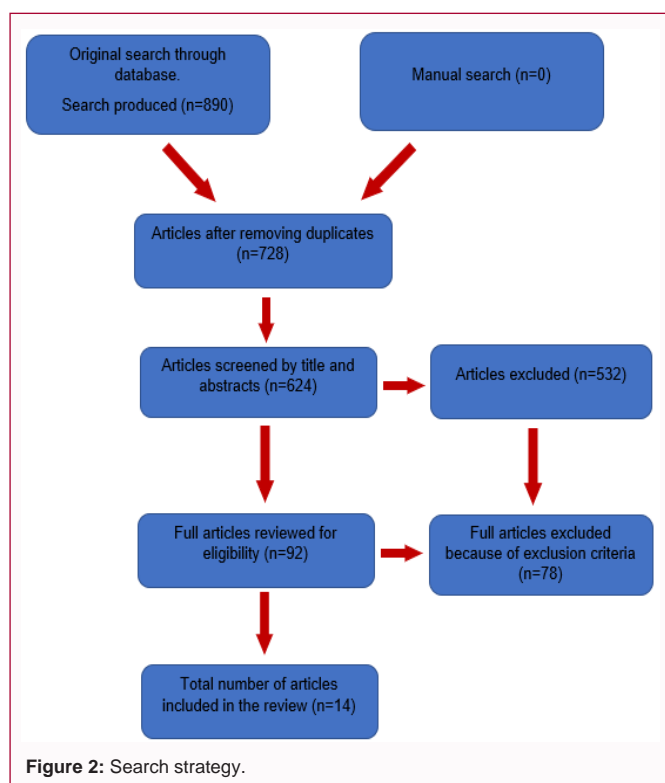 Original search through
database.
Search produced (n=890)
Manual search (n=0)
Articles after removing duplicates
(n=728)
Articles screened by title and
abstracts (n=624)
Articles excluded (n=532)
Full articles reviewed for
eligibility (n=92)
Full articles excluded
because of exclusion criteria
(n=78)
Total number of articles
included in the review (n=14)
Figure 2: Search strategy.